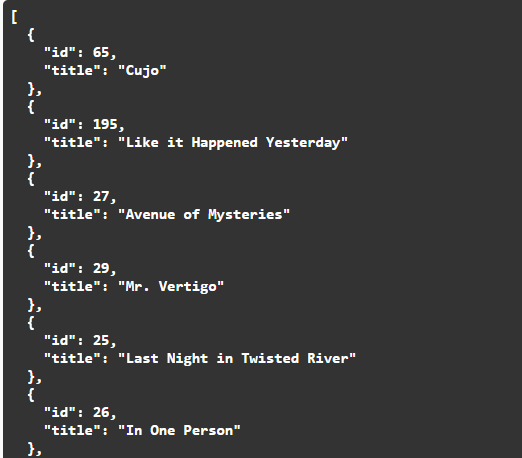 [
  {
    "id": 65,
    "title": "Cujo"
  },
  {
    "id": 195,
    "title": "Like it Happened Yesterday"
  },
  {
    "id": 27,
    "title": "Avenue of Mysteries"
  },
  {
    "id": 29,
    "title": "Mr. Vertigo"
  },
  {
    "id": 25,
    "title": "Last Night in Twisted River"
  },
  {
    "id": 26,
    "title": "In One Person"
  },